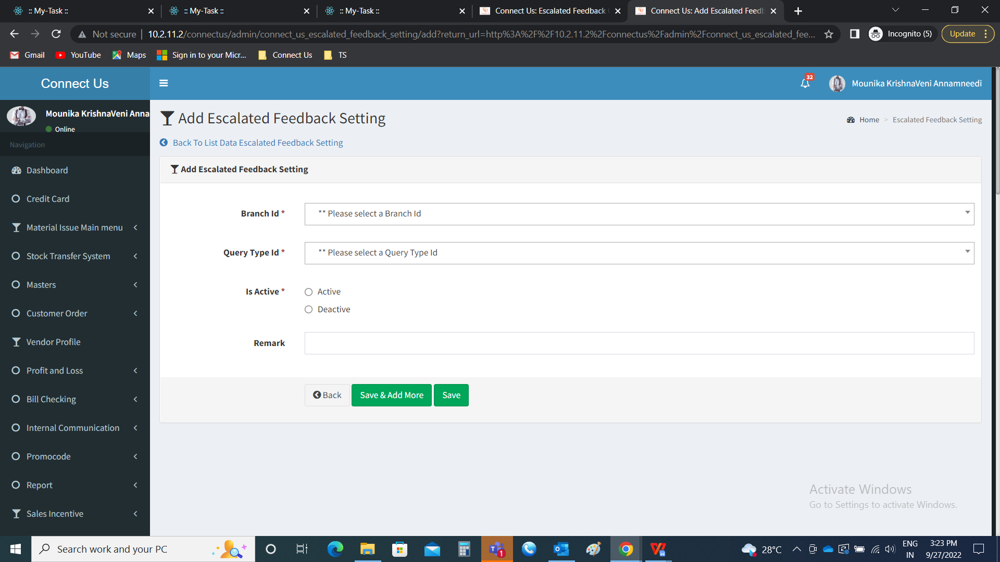 :: My-Task ::
:: My-Task ::
:: My-Task ::
Connect Us: Escalated Feedback
Connect Us: Add Escalated Feedb
Not secure
10.2.11.2/connectus/admin/connect_us_escalated_feedback_setting/add?return_url=http%3A%2F%2F10.2.11.2%2Fconnectus%2Fadmin%2Fconnect_us_escalated_fee...
Incognito (5)
Update
Gmail
YouTube
Maps
Sign in to your Micr...
Connect Us
TS
Connect Us
32
Mounika KrishnaVeni Annamneedi
Mounika KrishnaVeni Anna
Online
Navigation
Dashboard
Credit Card
Material Issue Main menu
Stock Transfer System
Masters
Customer Order
Vendor Profile
Profit and Loss
Bill Checking
Internal Communication
Promocode
Report
Sales Incentive
Add Escalated Feedback Setting
Home > Escalated Feedback Setting
Back To List Data Escalated Feedback Setting
Add Escalated Feedback Setting
Branch Id *
** Please select a Branch Id
Query Type Id *
** Please select a Query Type Id
Is Active *
Active
Deactive
Remark
Back
Save & Add More
Save
Activate Windows
Go to Settings to activate Windows.
Search work and your PC
1
28°C
ENG
IN
3:23 PM
9/27/2022